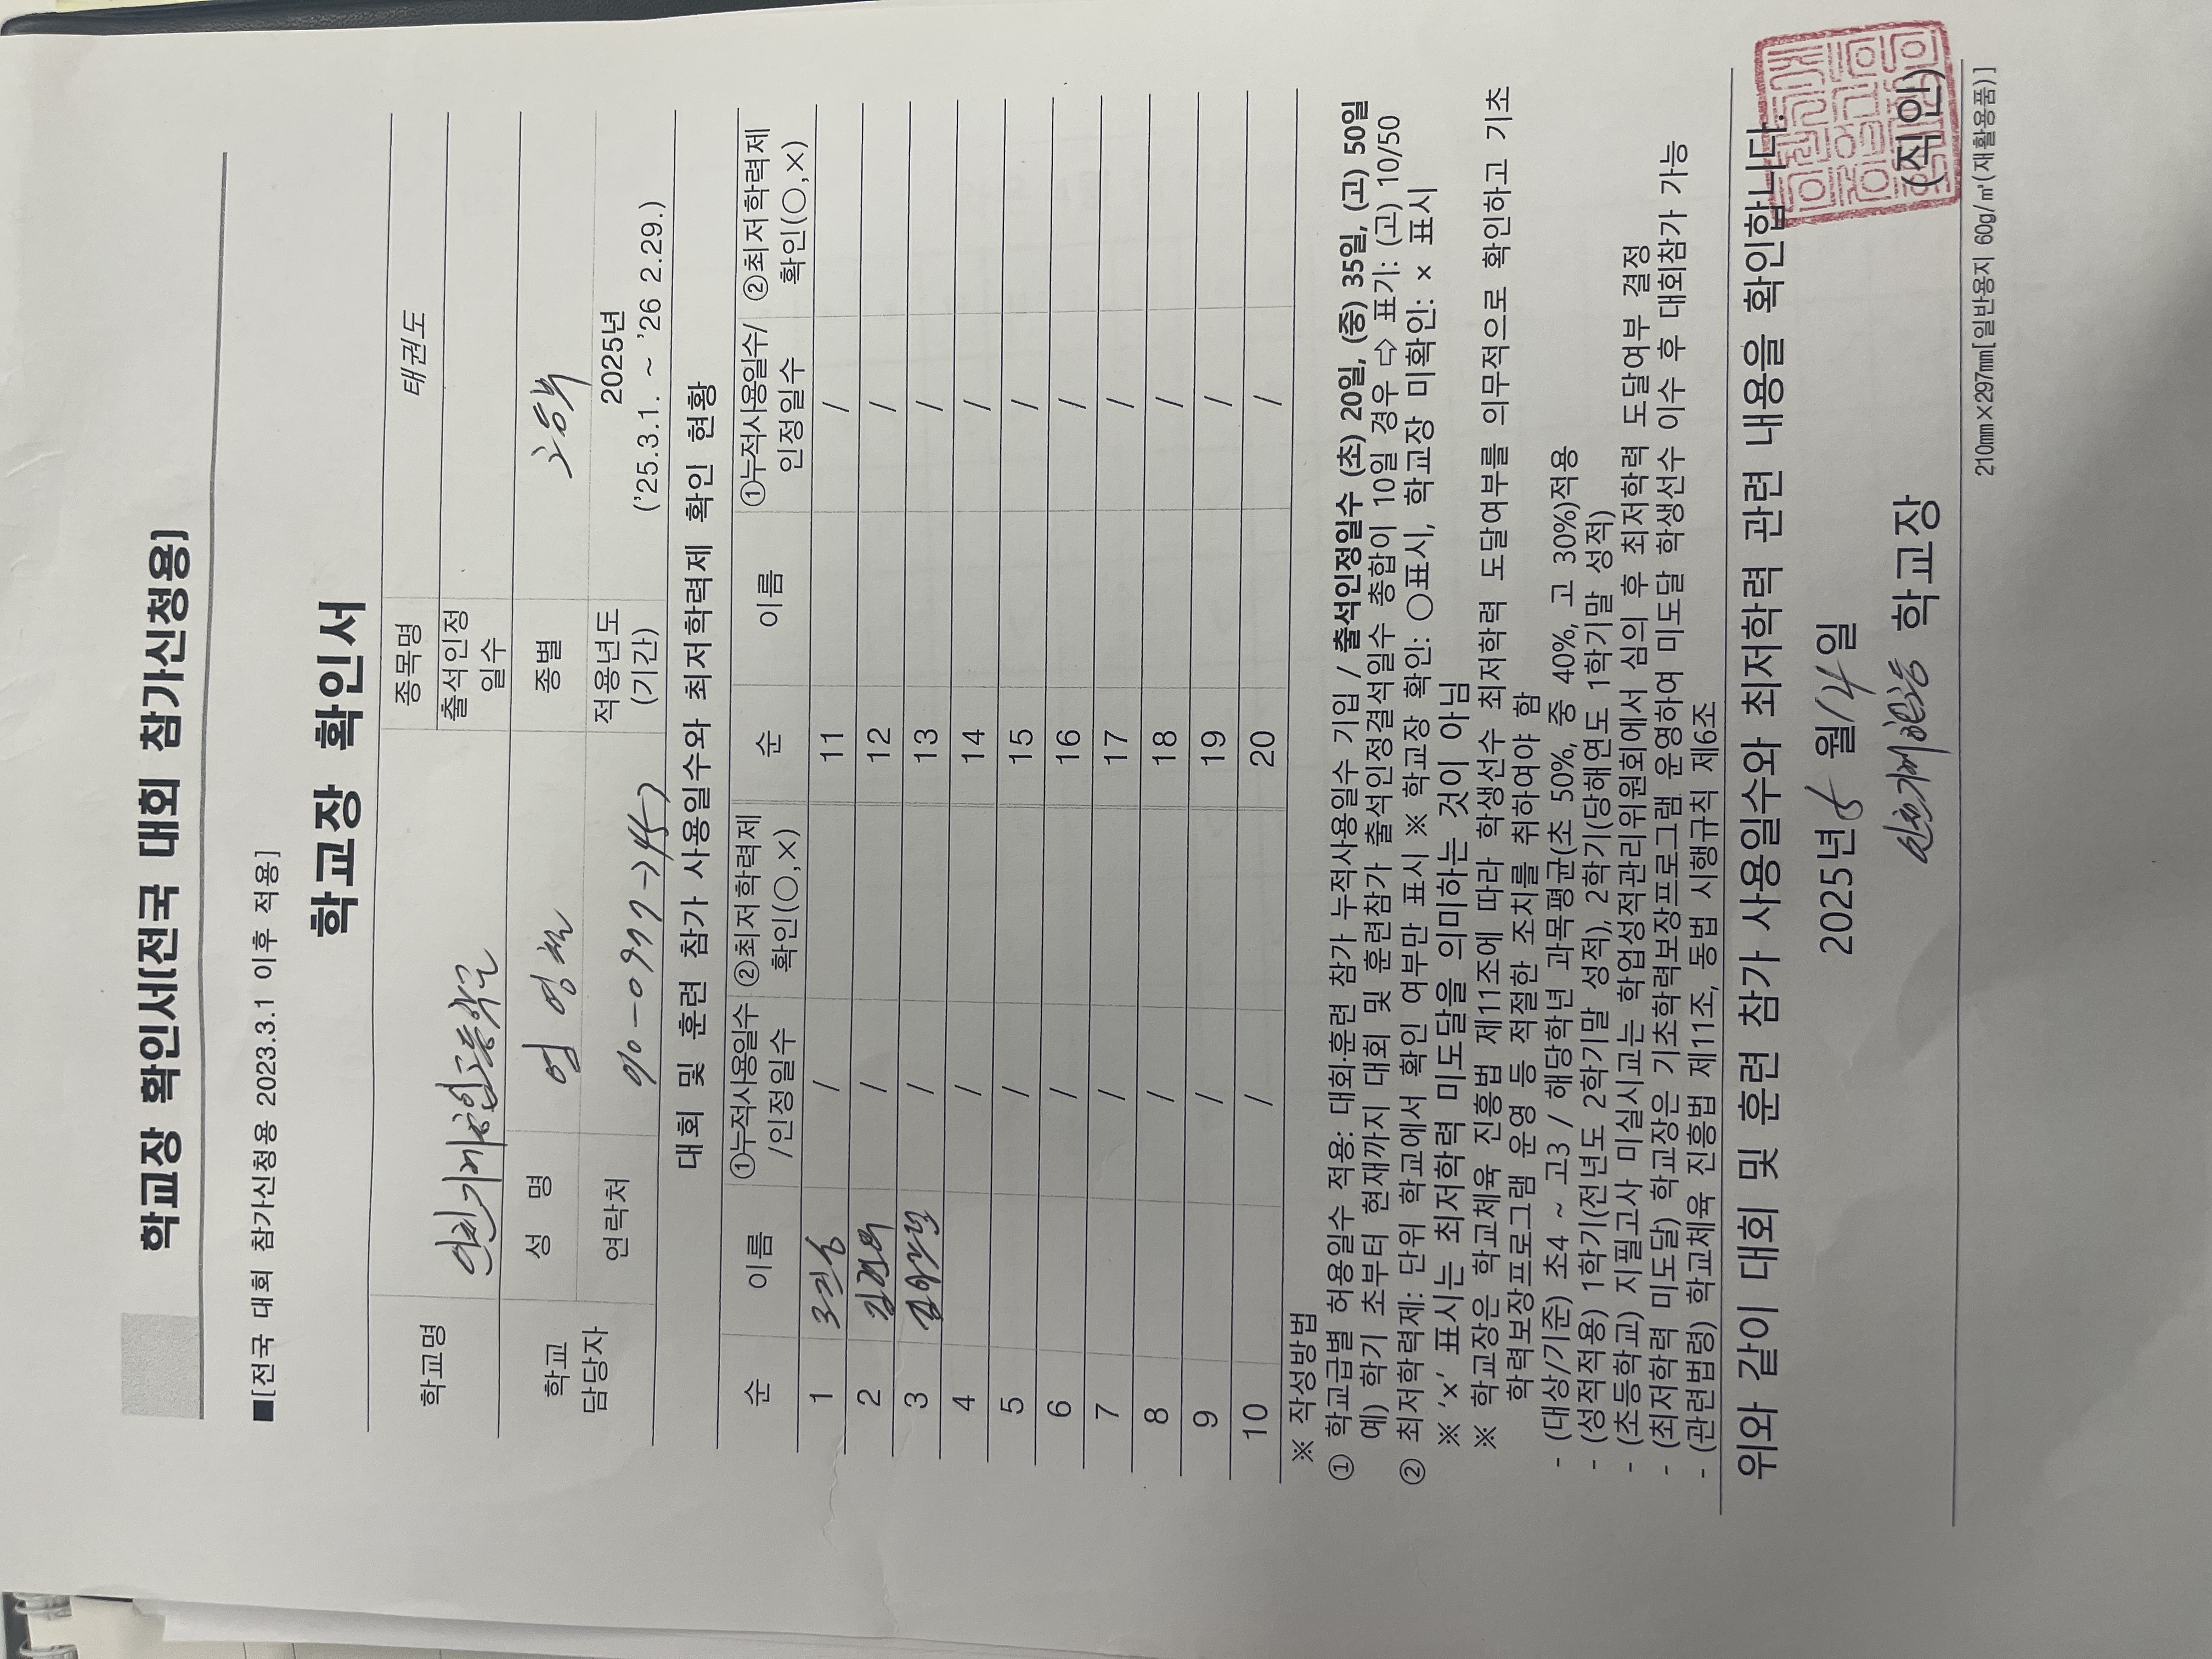 학교장 확인서[전국 대회 참가신청용]
■[전국 대회 참가신청용 2023.3.1 이후 적용]
학교장 확인서
학교명 종목명 태권도
출석인정 일수
학교 담당자 성 명 종별 고등부
연락처 적용년도 (기간) 2025년 ('25.3.1. ~ '26 2.29.)
대회 및 훈련 참가 사용일수와 최저학력제 확인 현황
순 이름 ①누적사용일수 /인정일수 ②최저학력제 확인(○,×) 순 이름 ①누적사용일수/ 인정일수 ②최저학력제 확인(○,×)
1 / 11 /
2 / 12 /
3 / 13 /
4 / 14 /
5 / 15 /
6 / 16 /
7 / 17 /
8 / 18 /
9 / 19 /
10 / 20 /
※ 작성방법
① 학교급별 허용일수 적용: 대회·훈련 참가 누적사용일수 기입 / 출석인정일수 (초) 20일, (중) 35일, (고) 50일
예) 학기 초부터 현재까지 대회 및 훈련참가 출석인정결석일수 총합이 10일 경우 ⇨ 표기: (고) 10/50
② 최저학력제: 단위 학교에서 확인 여부만 표시 ※ 학교장 확인: ○표시, 학교장 미확인: × 표시
※ '×' 표시는 최저학력 미도달을 의미하는 것이 아님
※ 학교장은 학교체육 진흥법 제11조에 따라 학생선수 최저학력 도달여부를 의무적으로 확인하고 기초
학력보장프로그램 운영 등 적절한 조치를 취하여야 함
- (대상/기준) 초4 ~ 고3 / 해당학년 과목평균(초 50%, 중 40%, 고 30%)적용
- (성적적용) 1학기(전년도 2학기말 성적), 2학기(당해연도 1학기말 성적)
- (초등학교) 지필고사 미실시교는 학업성적관리위원회에서 심의 후 최저학력 도달여부 결정
- (최저학력 미도달) 학교장은 기초학력보장프로그램 운영하여 미도달 학생선수 이수 후 대회참가 가능
- (관련법령) 학교체육 진흥법 제11조, 동법 시행규칙 제6조
위와 같이 대회 및 훈련 참가 사용일수와 최저학력 관련 내용을 확인합니다.
2025년 5 월 14 일
학교장 (직인)
210㎜×297㎜[일반용지 60g/㎡(재활용품)]